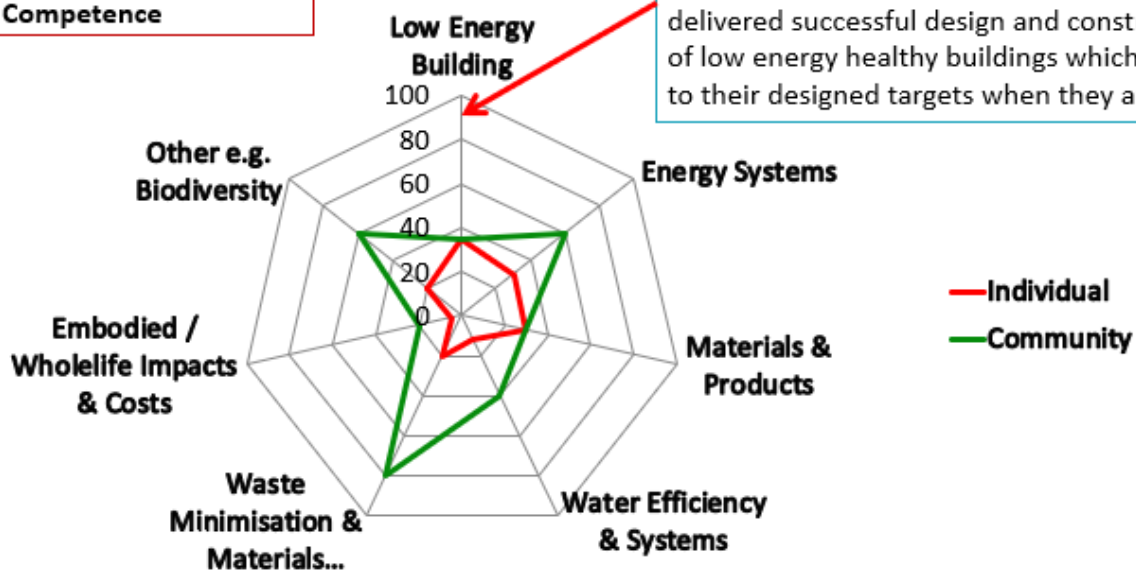 Competence
delivered successful design and const
of low energy healthy buildings which
to their designed targets when they a
Low Energy
Building
100
80
60
40
20
0
Energy Systems
Materials &
Products
Water Efficiency
& Systems
Waste
Minimisation &
Materials...
Embodied /
Wholelife Impacts
& Costs
Other e.g.
Biodiversity
Individual
Community